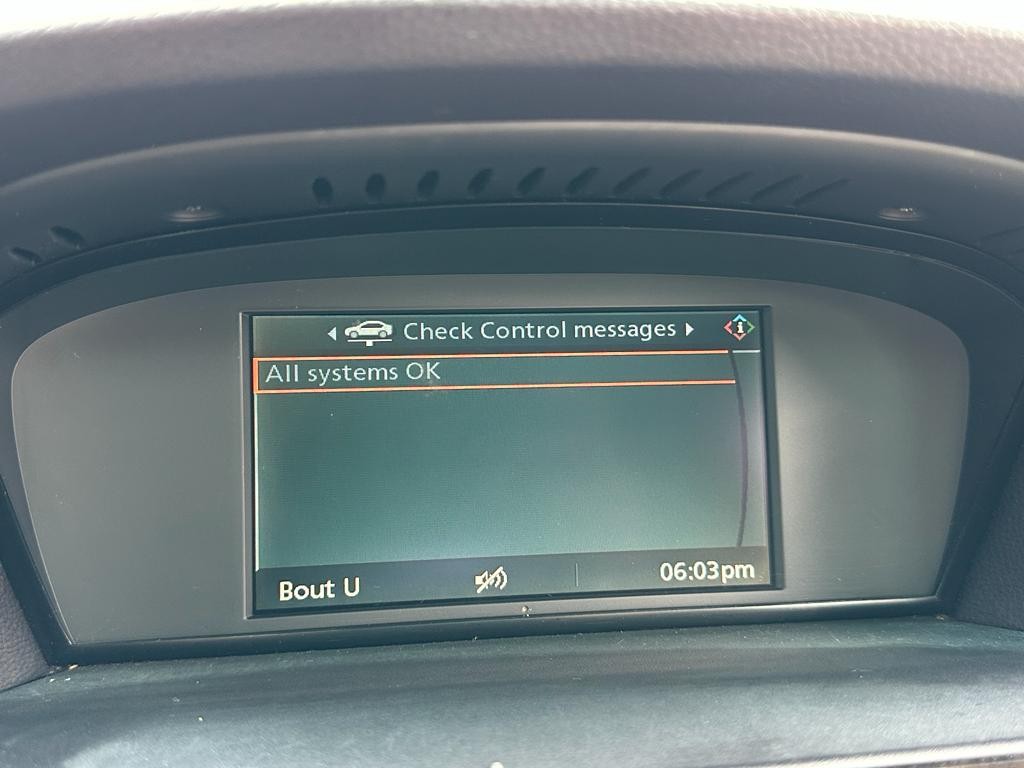 Check Control messages
All systems OK
Bout U
06:03pm